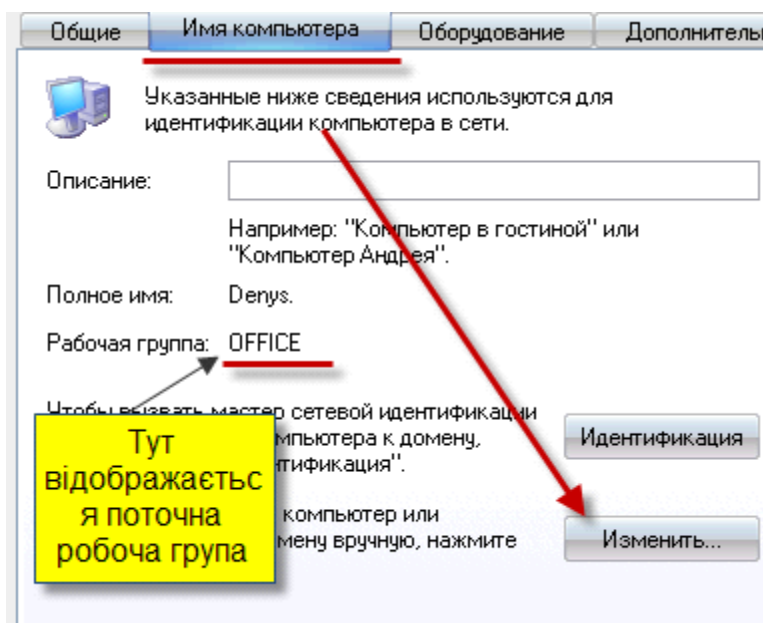 Общие Имя компьютера Оборудование Дополнитель
Указанные ниже сведения используются для
идентификации компьютера в сети.
Описание:
Например: "Компьютер в гостиной" или
"Компьютер Андрея".
Полное имя: Denys.
Рабочая группа: OFFICE
Чтобы вызвать мастер сетевой идентификации
мпьютера к домену,
нтификация".
Идентификация
компьютер или
мену вручную, нажмите
Изменить...
Тут
відображаєтьс
я поточна
робоча група